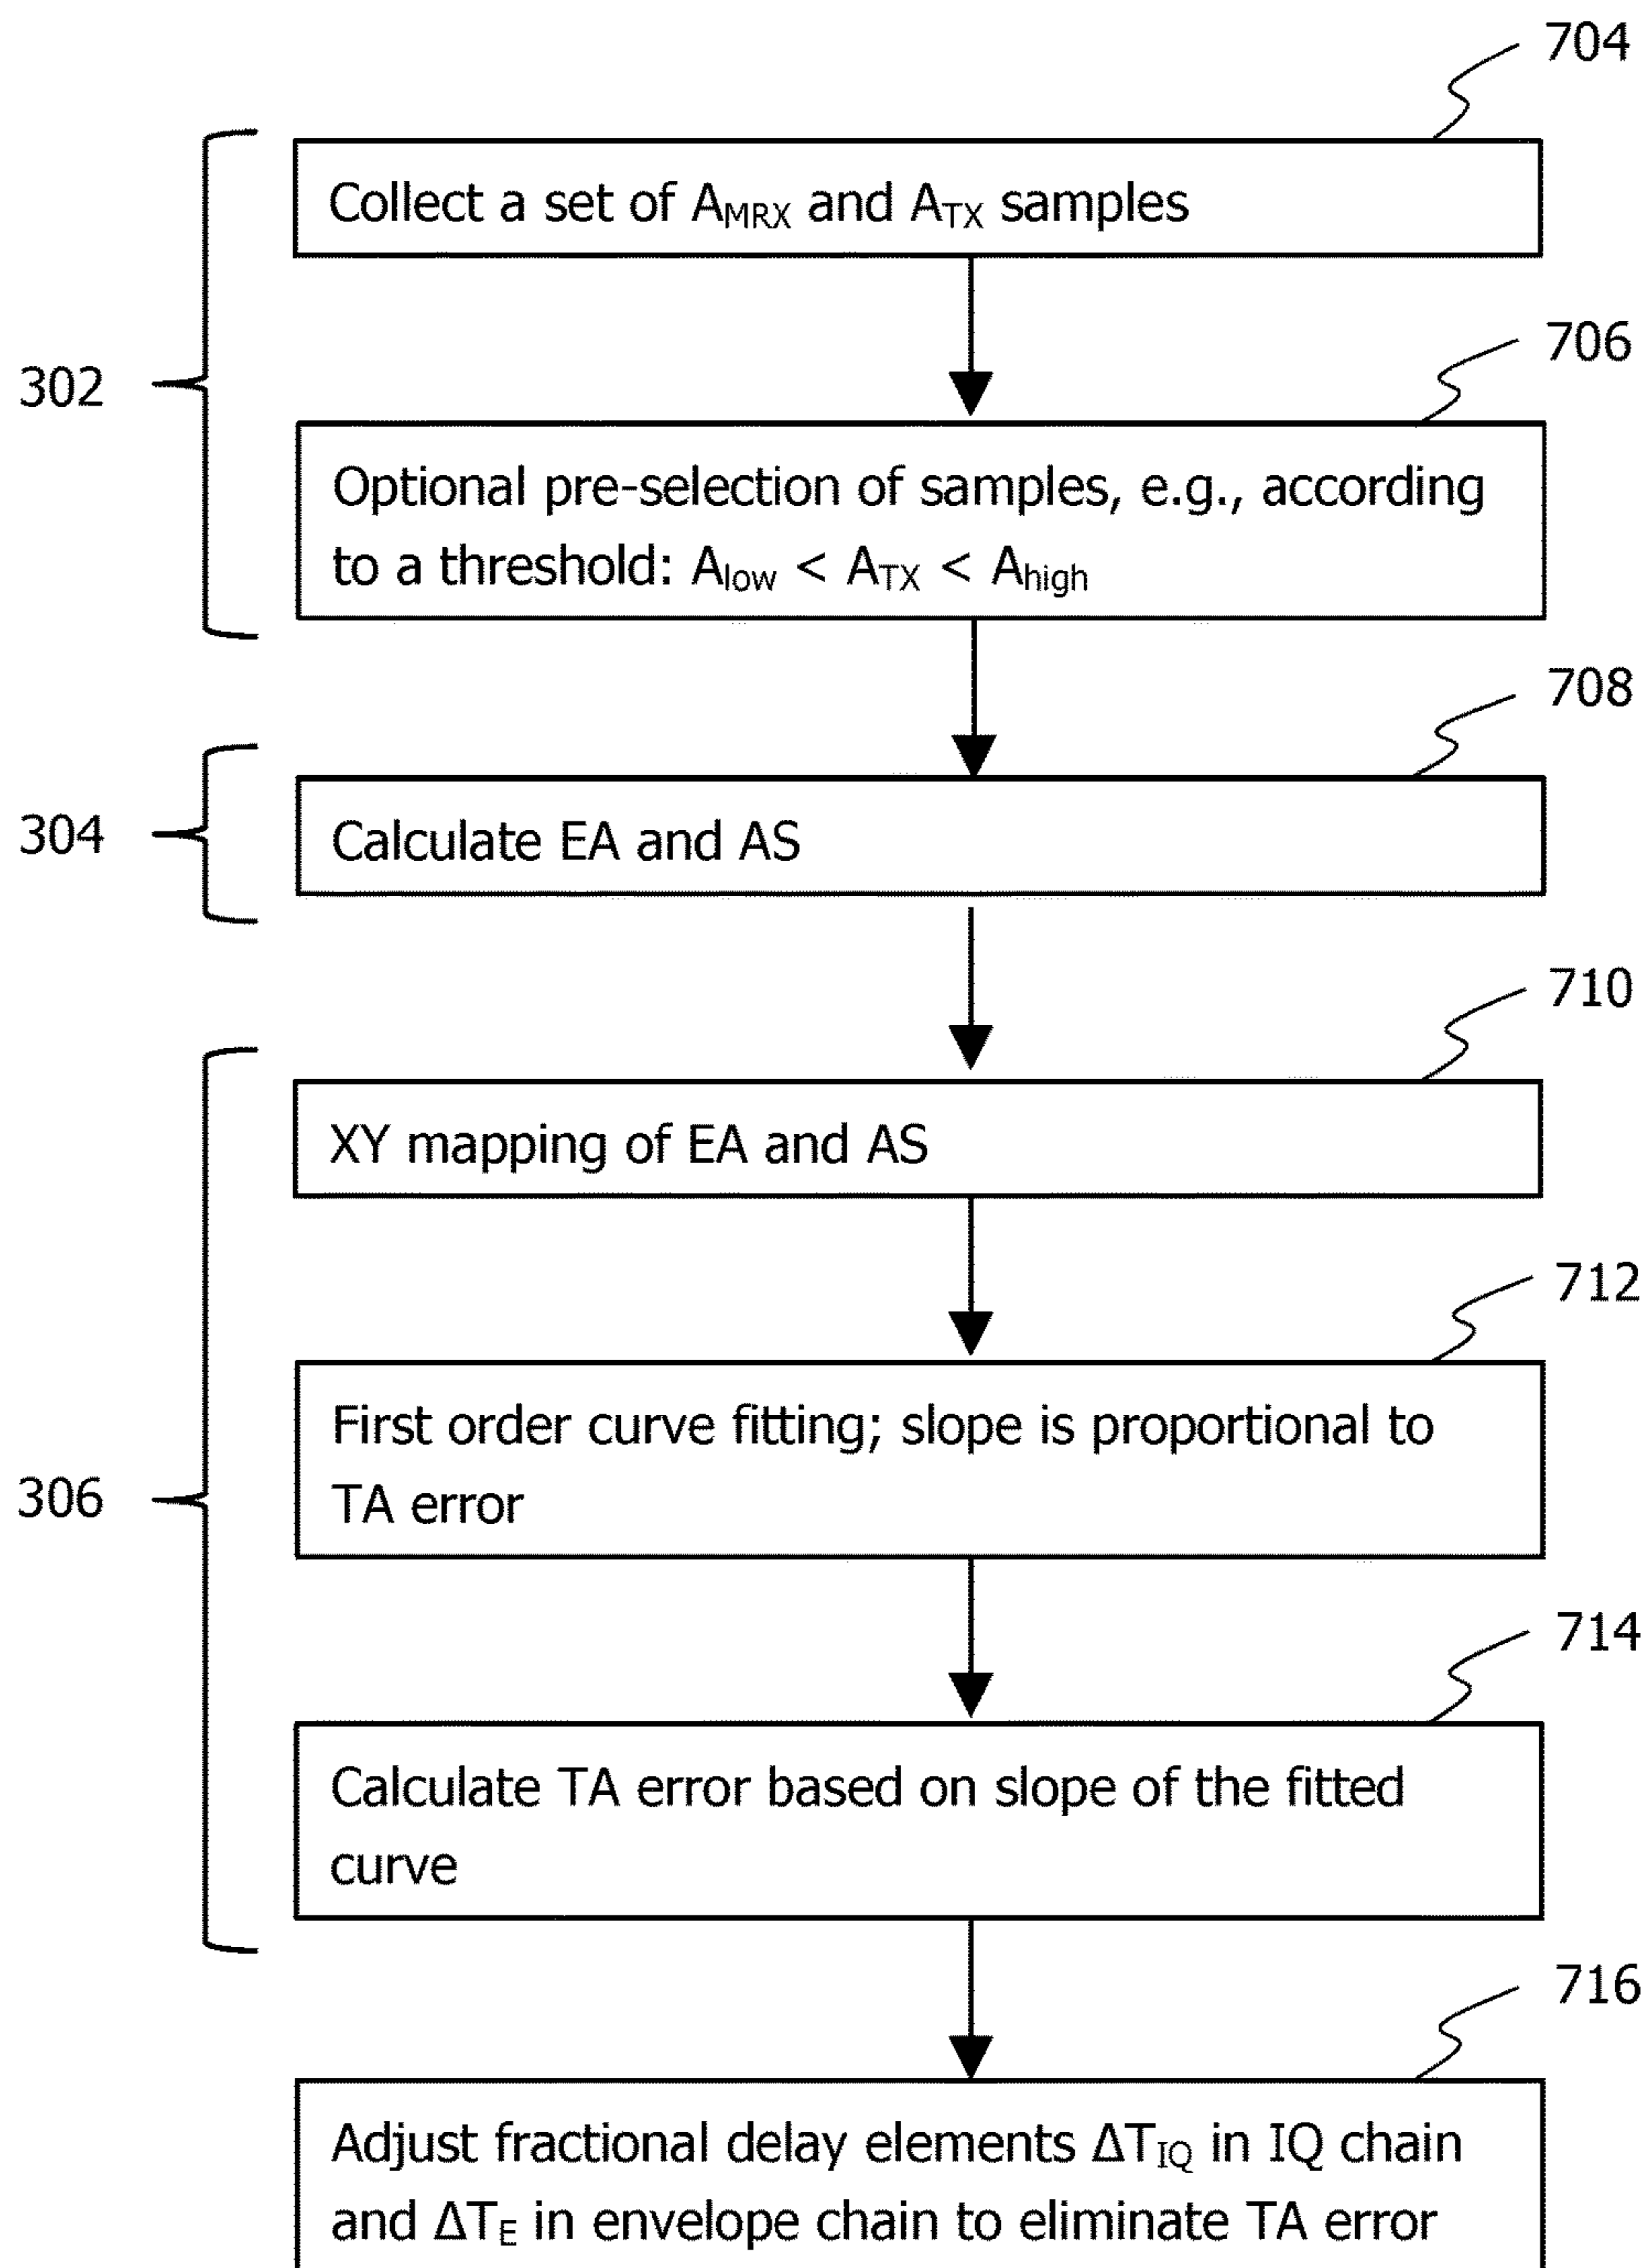 704
Collect a set of AMRX and ATX samples
706
302
Optional pre-selection of samples, e.g., according
to a threshold: Alow < ATX < Ahigh
708
304
Calculate EA and AS
710
XY mapping of EA and AS
712
First order curve fitting; slope is proportional to
TA error
306
714
Calculate TA error based on slope of the fitted
curve
716
Adjust fractional delay elements ΔTIQ in IQ chain
and ΔTE in envelope chain to eliminate TA error